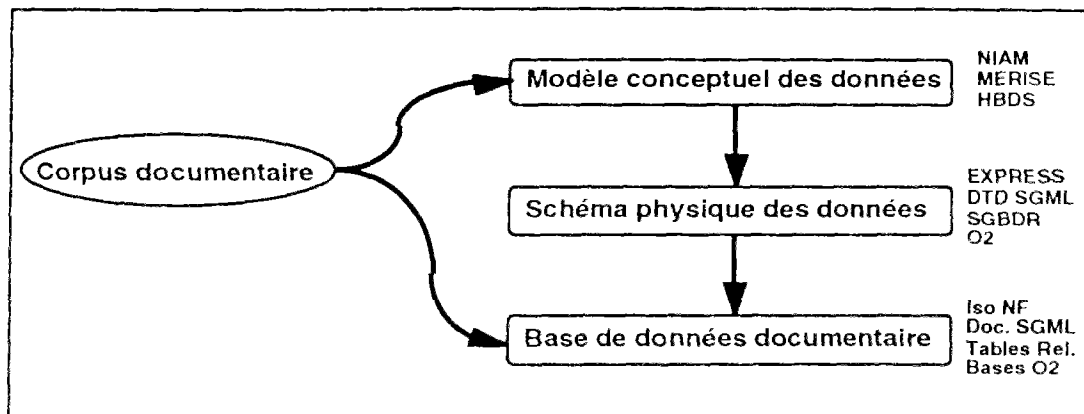 Corpus documentaire
Modèle conceptuel des données
NIAM
MERISE
HBDS
Schéma physique des données
EXPRESS
DTD SGML
SGBDR
O2
Base de données documentaire
Iso NF
Doc. SGML
Tables Rel.
Bases O2